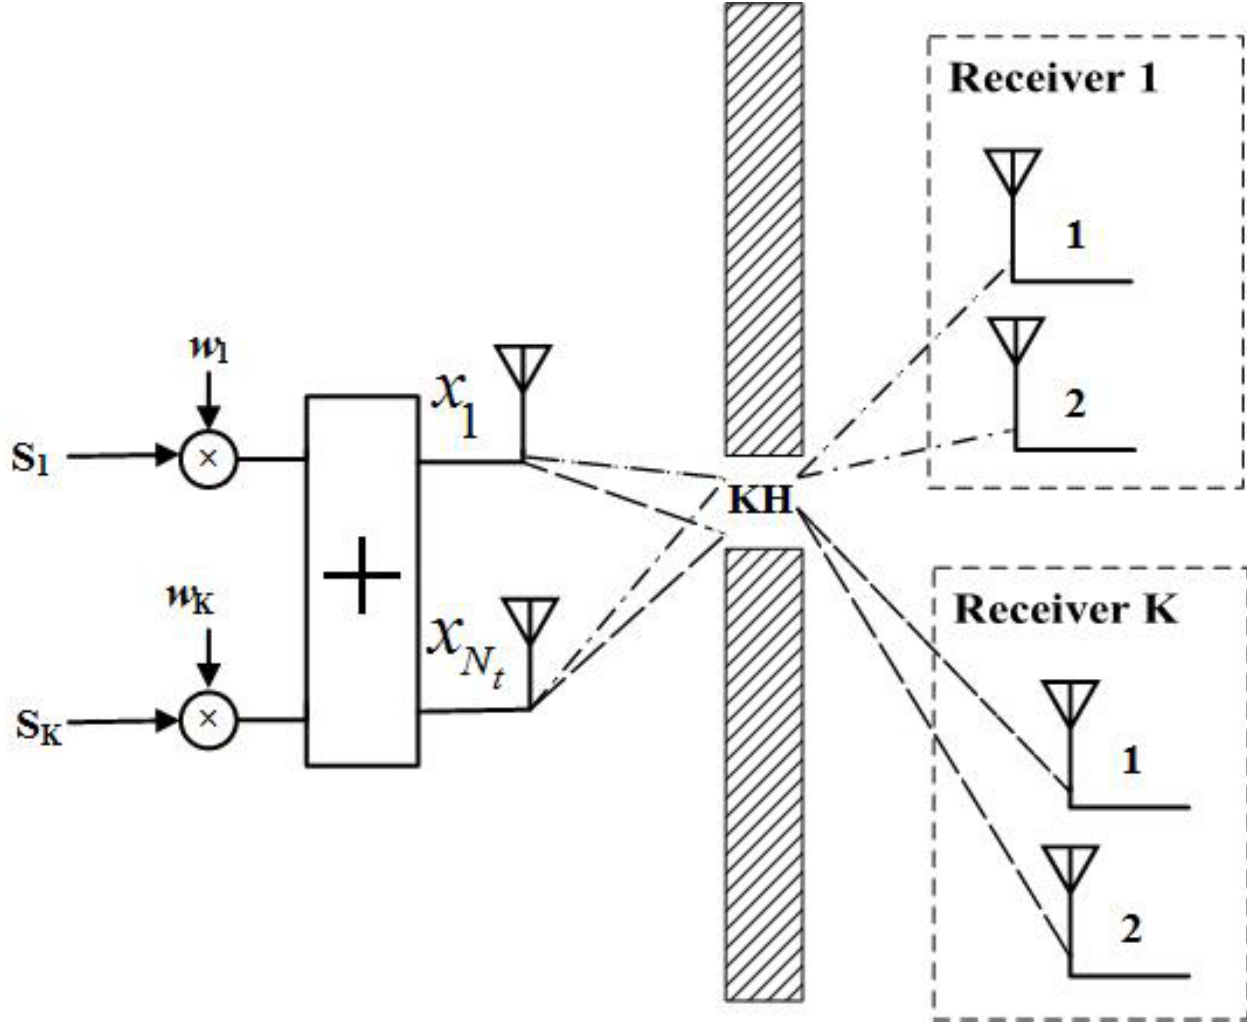 Receiver 1
1
2
w1
x1
S1
×
KH
+
wK
xNt
SK
×
Receiver K
1
2